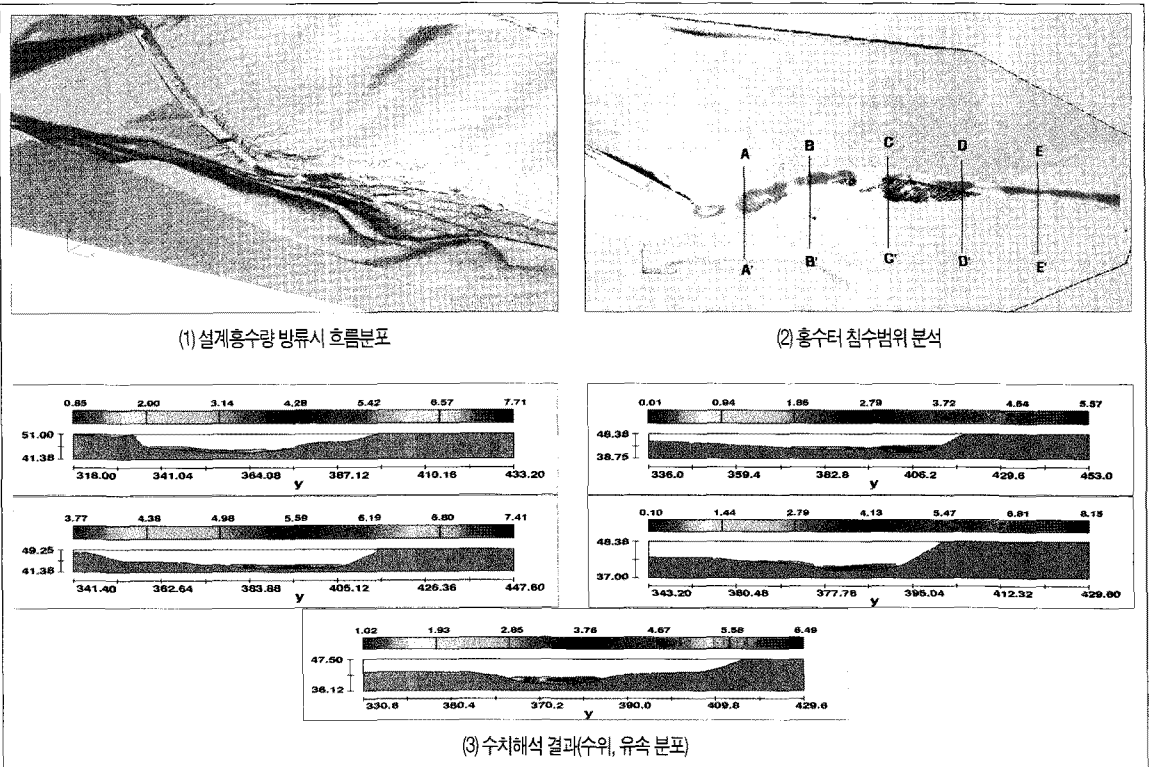 A B C D E
A' B' C' D' E'
(1) 설계홍수량 방류시 흐름분포
(2) 홍수터 침수범위 분석
0.85 2.00 3.14 4.28 5.42 6.57 7.71
51.00
41.38
318.00 341.04 364.08 387.12 410.16 433.20
y
0.01 0.94 1.86 2.79 3.72 4.64 5.57
48.38
38.75
336.0 359.4 382.8 406.2 429.6 453.0
y
3.77 4.38 4.98 5.59 6.19 6.80 7.41
49.25
41.38
341.40 362.64 383.88 405.12 426.36 447.60
y
0.10 1.44 2.79 4.13 5.47 6.81 8.15
48.38
37.00
343.20 360.48 377.76 395.04 412.32 429.60
y
1.02 1.93 2.85 3.76 4.67 5.58 6.49
47.50
36.12
330.6 350.4 370.2 390.0 409.8 429.6
y
(3) 수치해석 결과(수위, 유속 분포)